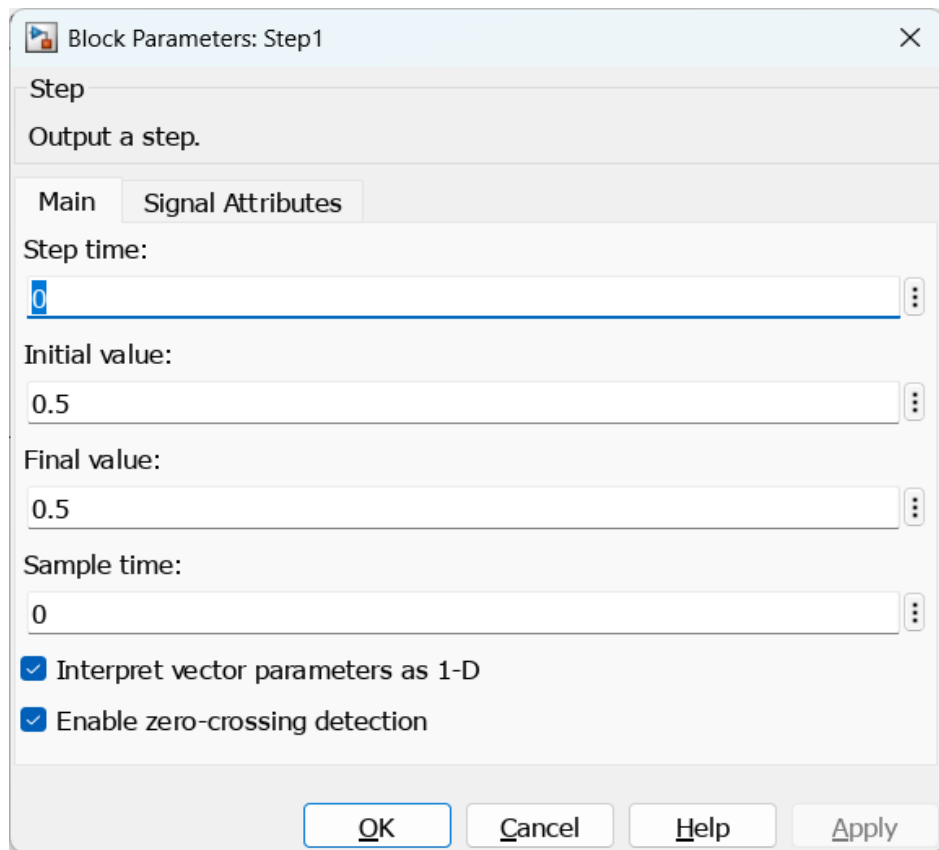 Block Parameters: Step1
Step
Output a step.
Main Signal Attributes
Step time:
0
Initial value:
0.5
Final value:
0.5
Sample time:
0
Interpret vector parameters as 1-D
Enable zero-crossing detection
OK Cancel Help Apply